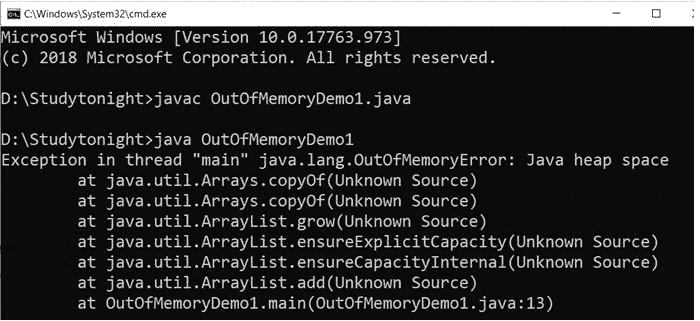 C:\Windows\System32\cmd.exe
Microsoft Windows [Version 10.0.17763.973]
(c) 2018 Microsoft Corporation. All rights reserved.
D:\Studytonight>javac OutOfMemoryDemo1.java
D:\Studytonight>java OutOfMemoryDemo1
Exception in thread "main" java.lang.OutOfMemoryError: Java heap space
at java.util.Arrays.copyOf(Unknown Source)
at java.util.Arrays.copyOf(Unknown Source)
at java.util.ArrayList.grow(Unknown Source)
at java.util.ArrayList.ensureExplicitCapacity(Unknown Source)
at java.util.ArrayList.ensureCapacityInternal(Unknown Source)
at java.util.ArrayList.add(Unknown Source)
at OutOfMemoryDemo1.main(OutOfMemoryDemo1.java:13)